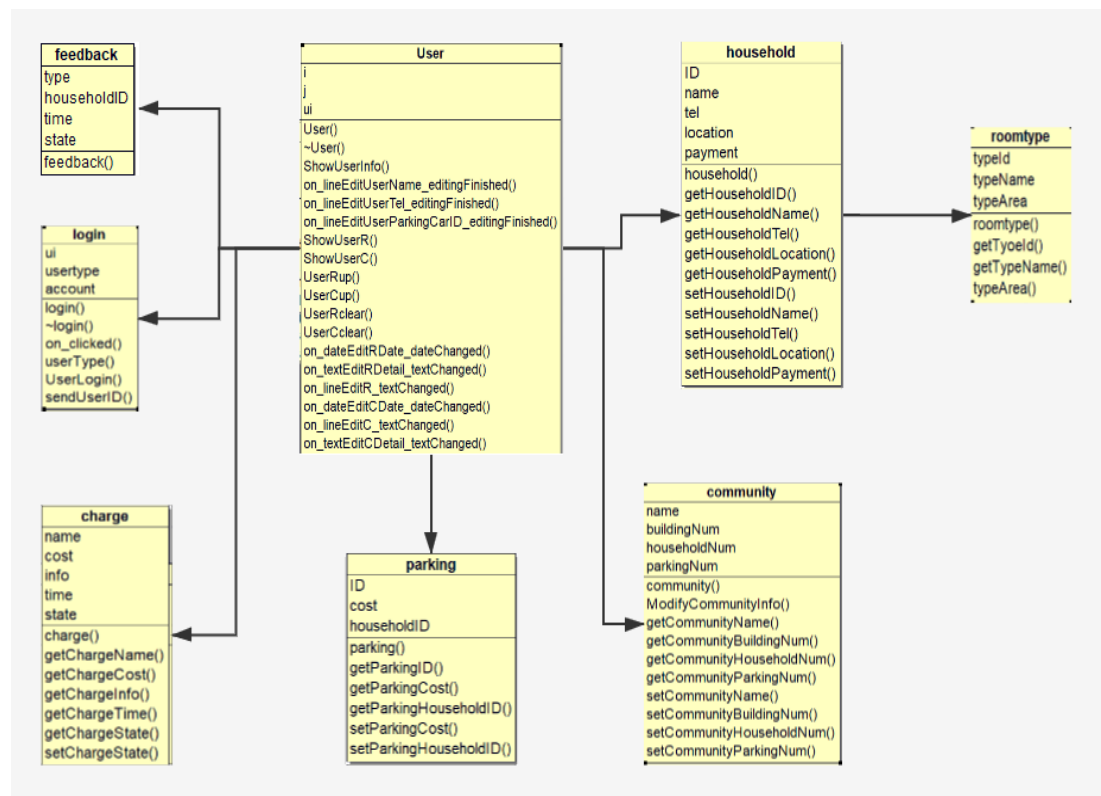 feedback
type
householdID
time
state
feedback()
User
i
j
ui
User()
~User()
ShowUserInfo()
on_lineEditUserName_editingFinished()
on_lineEditUserTel_editingFinished()
on_lineEditUserParkingCarID_editingFinished()
ShowUserR()
ShowUserC()
UserRup()
UserCup()
UserRclear()
UserCclear()
on_dateEditRDate_dateChanged()
on_textEditRDetail_textChanged()
on_lineEditR_textChanged()
on_dateEditCDate_dateChanged()
on_lineEditC_textChanged()
on_textEditCDetail_textChanged()
household
ID
name
tel
location
payment
household()
getHouseholdID()
getHouseholdName()
getHouseholdTel()
getHouseholdLocation()
getHouseholdPayment()
setHouseholdID()
setHouseholdName()
setHouseholdTel()
setHouseholdLocation()
setHouseholdPayment()
roomtype
typeId
typeName
typeArea
roomtype()
getTyoeId()
getTypeName()
typeArea()
login
ui
usertype
account
login()
~login()
on_clicked()
userType()
UserLogin()
sendUserID()
charge
name
cost
info
time
state
charge()
getChargeName()
getChargeCost()
getChargeInfo()
getChargeTime()
getChargeState()
setChargeState()
parking
ID
cost
householdID
parking()
getParkingID()
getParkingCost()
getParkingHouseholdID()
setParkingCost()
setParkingHouseholdID()
community
name
buildingNum
householdNum
parkingNum
community()
ModifyCommunityInfo()
getCommunityName()
getCommunityBuildingNum()
getCommunityHouseholdNum()
getCommunityParkingNum()
setCommunityName()
setCommunityBuildingNum()
setCommunityHouseholdNum()
setCommunityParkingNum()